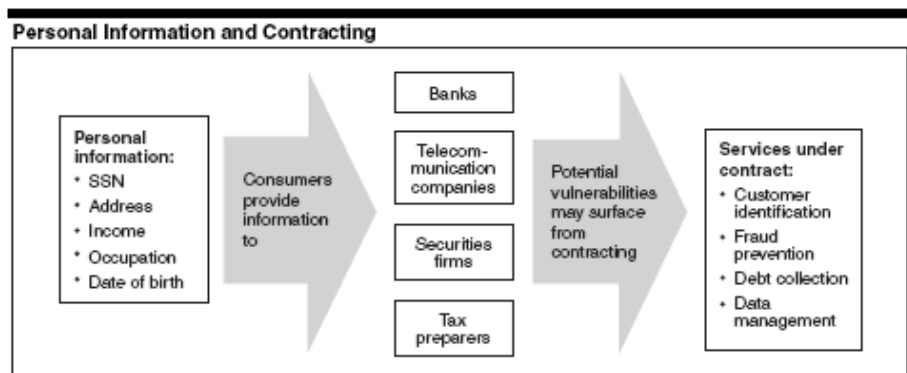 Personal Information and Contracting
Personal
information:
• SSN
• Address
• Income
• Occupation
• Date of birth
Consumers
provide
information
to
Banks
Telecom-
munication
companies
Securities
firms
Tax
preparers
Potential
vulnerabilities
may surface
from
contracting
Services under
contract:
• Customer
identification
• Fraud
prevention
• Debt collection
• Data
management